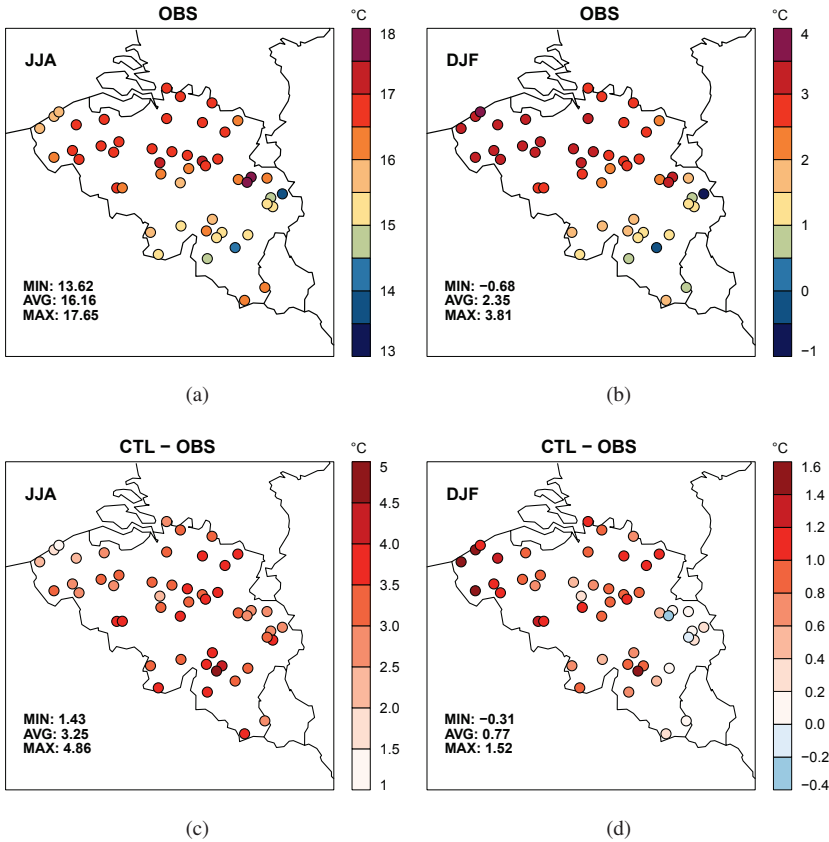 OBS
°C
JJA
18
17
16
15
14
13
MIN: 13.62
AVG: 16.16
MAX: 17.65
(a)
OBS
°C
DJF
4
3
2
1
0
−1
MIN: −0.68
AVG: 2.35
MAX: 3.81
(b)
CTL − OBS
°C
JJA
5
4.5
4.0
3.5
3.0
2.5
2.0
1.5
1
MIN: 1.43
AVG: 3.25
MAX: 4.86
(c)
CTL − OBS
°C
DJF
1.6
1.4
1.2
1.0
0.8
0.6
0.4
0.2
0.0
−0.2
−0.4
MIN: −0.31
AVG: 0.77
MAX: 1.52
(d)